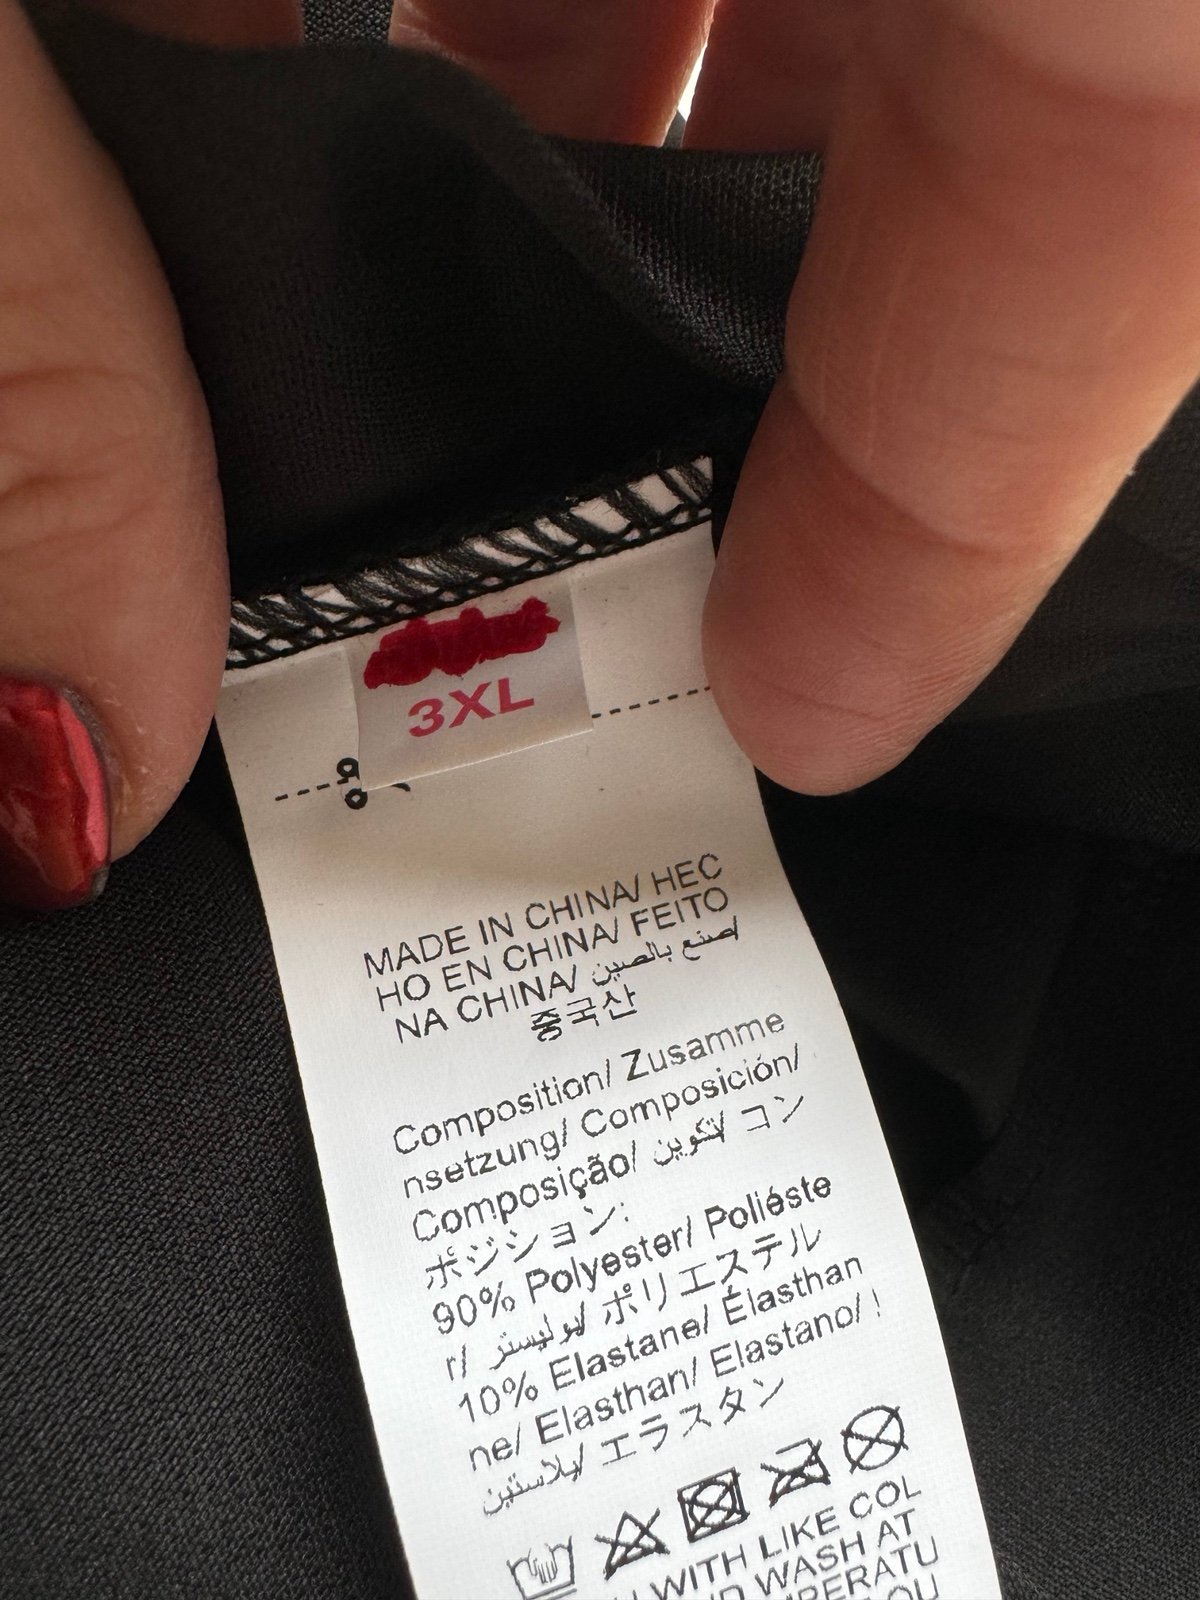 3XL
MADE IN CHINA/ HEC
HO EN CHINA/ FEITO
NA CHINA/ صنع بالصين/
중국산
Composition/ Zusamme
nsetzung/ Composición/
Composição/ تكوين/ コン
ポジション:
90% Polyester/ Poliéste
r/ بوليستر/ ポリエステル
10% Elastane/ Élasthan
ne/ Elasthan/ Elastano/ !
يلاستين/ エラスタン
WITH LIKE COL
WASH AT